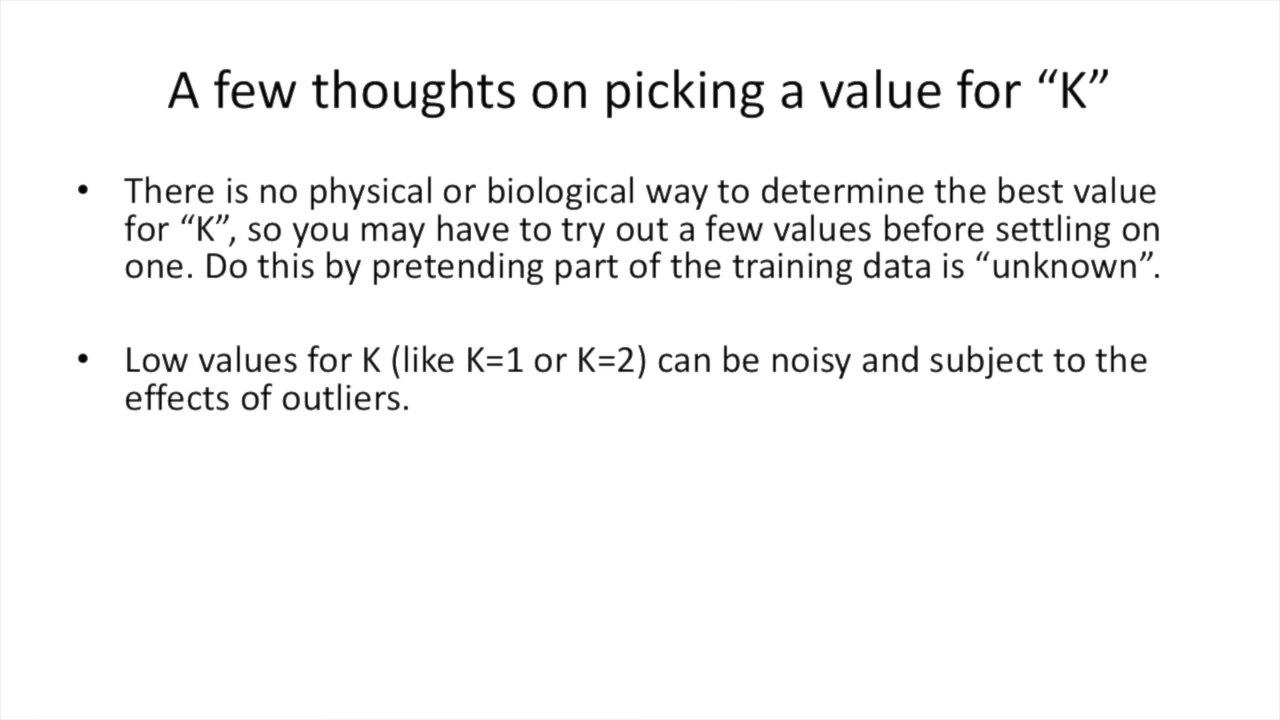 A few thoughts on picking a value for “K”
• There is no physical or biological way to determine the best value
for “K”, so you may have to try out a few values before settling on
one. Do this by pretending part of the training data is “unknown”.
• Low values for K (like K=1 or K=2) can be noisy and subject to the
effects of outliers.